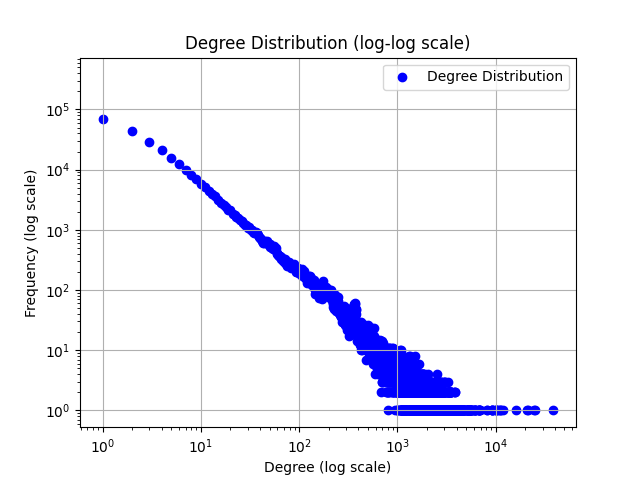 Degree Distribution (log-log scale)
Degree Distribution
Frequency (log scale)
10^5
10^4
10^3
10^2
10^1
10^0
10^0 10^1 10^2 10^3 10^4
Degree (log scale)